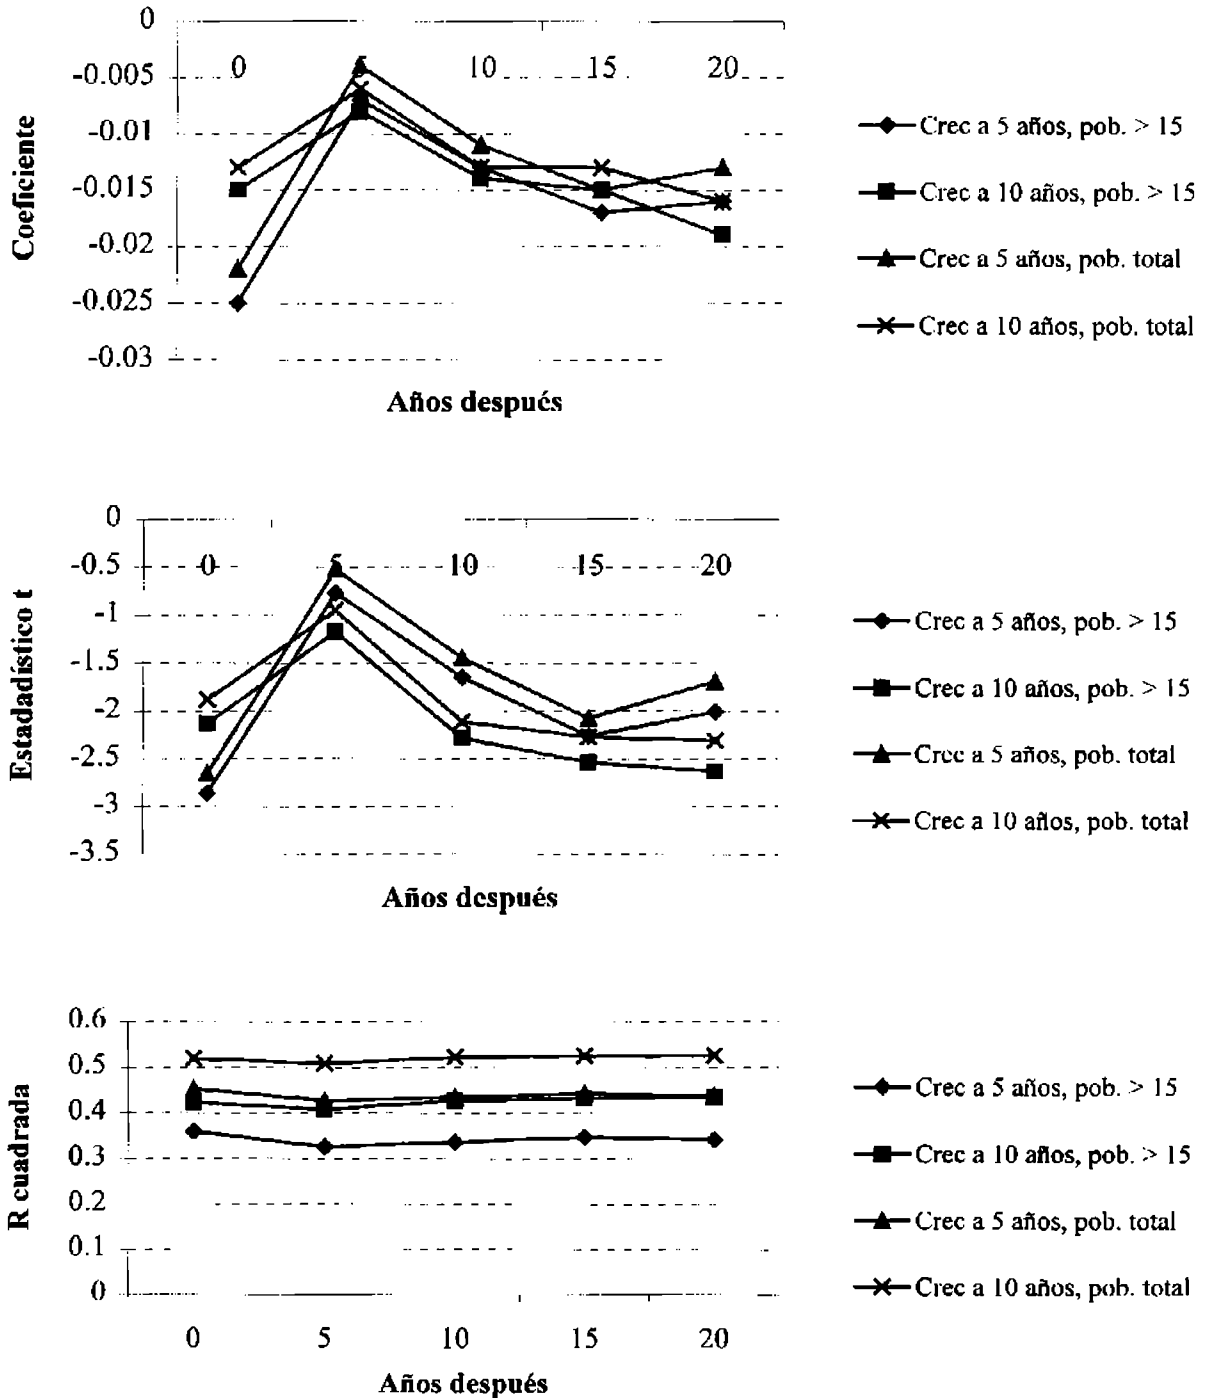 0
-0.005
-0.01
-0.015
-0.02
-0.025
-0.03
0 5 10 15 20
Coeficiente
Años después
Crec a 5 años, pob. > 15
Crec a 10 años, pob. > 15
Crec a 5 años, pob. total
Crec a 10 años, pob. total
0
-0.5
-1
-1.5
-2
-2.5
-3
-3.5
0 5 10 15 20
Estadadístico t
Años después
Crec a 5 años, pob. > 15
Crec a 10 años, pob. > 15
Crec a 5 años, pob. total
Crec a 10 años, pob. total
0.6
0.5
0.4
0.3
0.2
0.1
0
0 5 10 15 20
R cuadrada
Años después
Crec a 5 años, pob. > 15
Crec a 10 años, pob. > 15
Crec a 5 años, pob. total
Crec a 10 años, pob. total